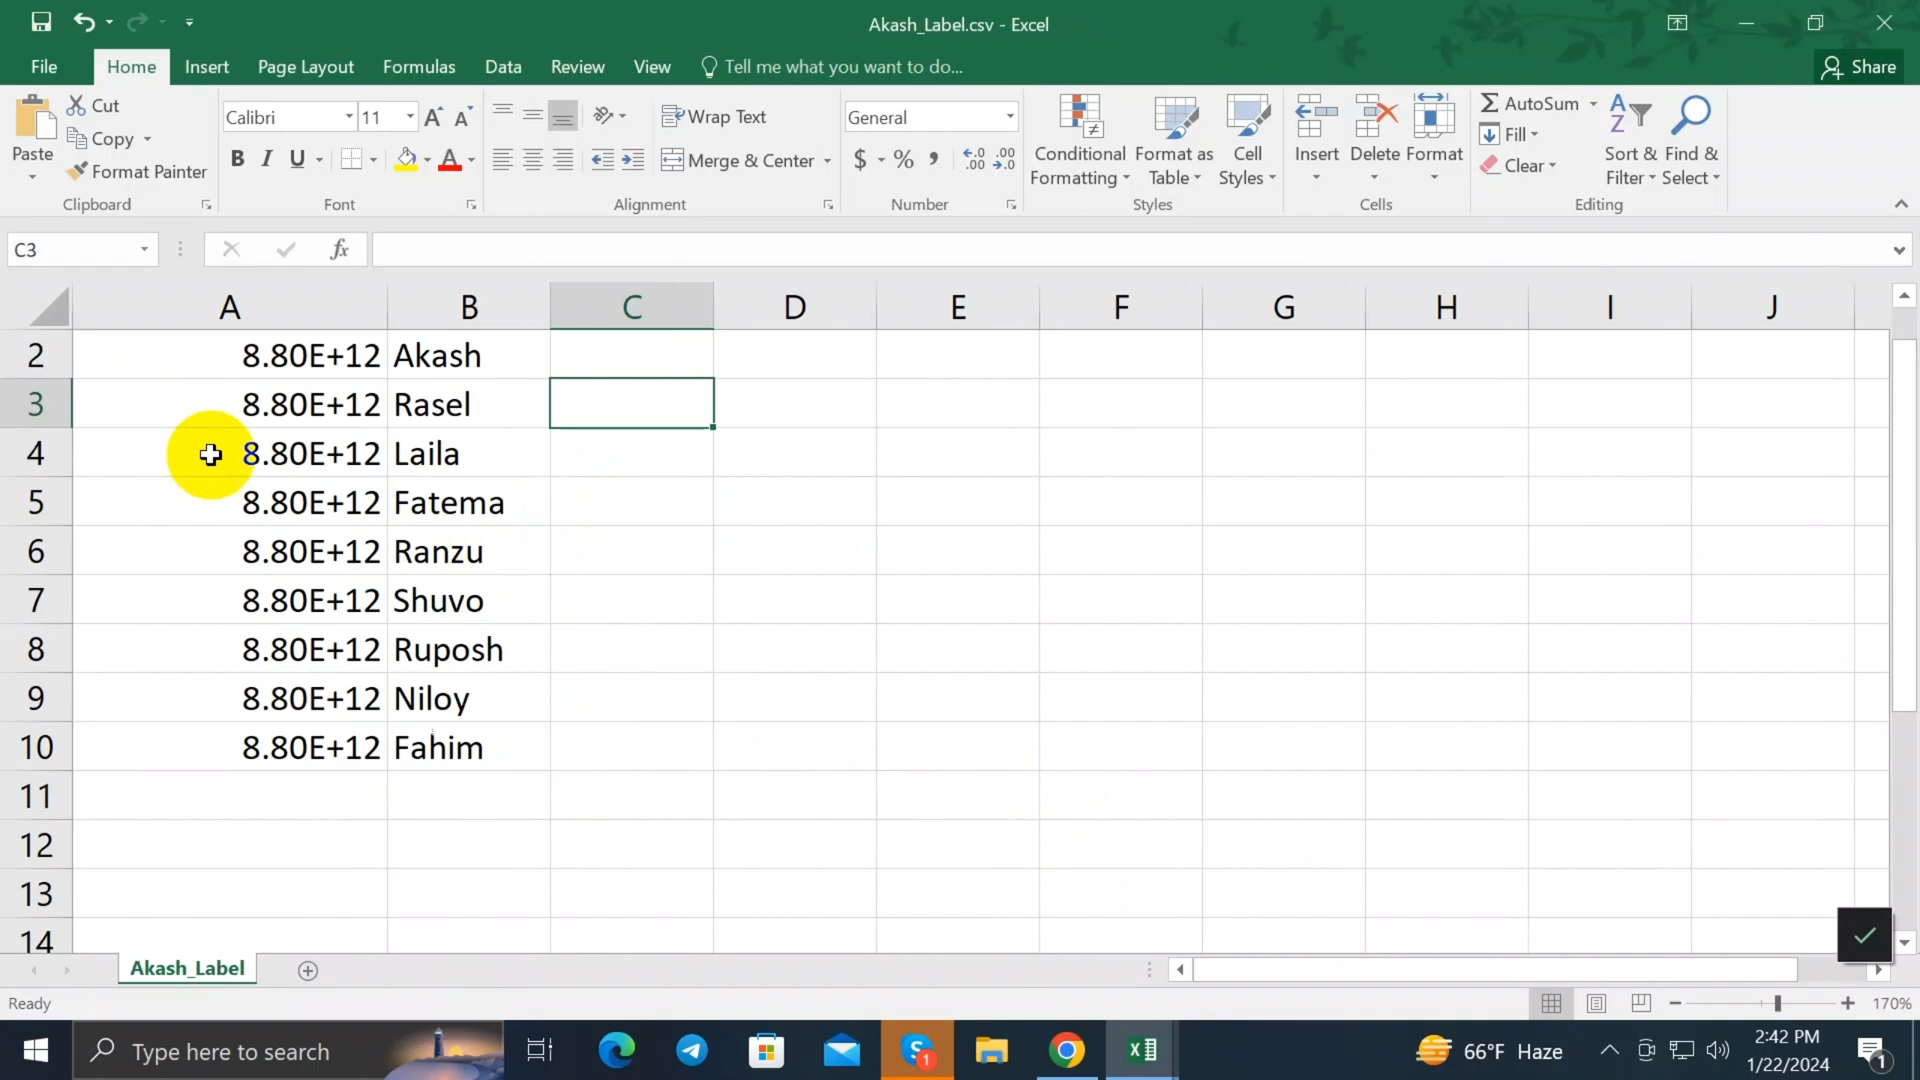 Akash_Label.csv - Excel
File Home Insert Page Layout Formulas Data Review View Tell me what you want to do... Share
Paste
Cut
Copy
Format Painter
Clipboard
Calibri 11
B I U
Font
Wrap Text
Merge & Center
Alignment
General
$ % ,
Number
Conditional Formatting
Format as Table
Cell Styles
Styles
Insert Delete Format
Cells
AutoSum
Fill
Clear
Sort & Filter
Find & Select
Editing
C3 fx
A B C D E F G H I J
2 8.80E+12 Akash
3 8.80E+12 Rasel
4 8.80E+12 Laila
5 8.80E+12 Fatema
6 8.80E+12 Ranzu
7 8.80E+12 Shuvo
8 8.80E+12 Ruposh
9 8.80E+12 Niloy
10 8.80E+12 Fahim
11
12
13
14
Akash_Label
Ready 170%
Type here to search 1 66°F Haze 2:42 PM 1
1/22/2024